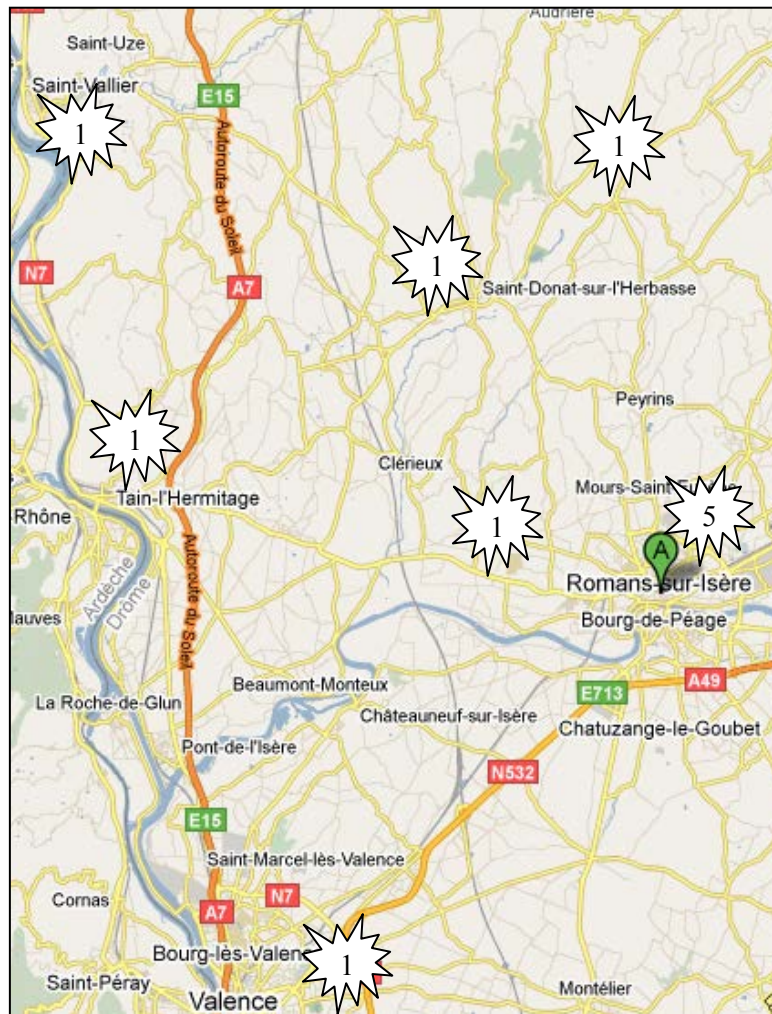 Saint-Uze
Saint-Vallier
E15
1
1
Autoroute du Soleil
1
N7
A7
Saint-Donat-sur-l'Herbasse
Peyrins
1
Clérieux
Tain-l'Hermitage
Mours-Saint-
1
5
-Rhône
A
Ardèche
Drôme
Romans-sur-Isère
Bourg-de-Péage
Autoroute du Soleil
A49
Beaumont-Monteux
E713
La Roche-de-Glun
Châteauneuf-sur-Isère
Chatuzange-le-Goubet
Pont-de-l'Isère
N532
E15
Saint-Marcel-lès-Valence
Cornas
N7
A7
Bourg-lès-Valen
1
Saint-Péray
Montélier
Valence